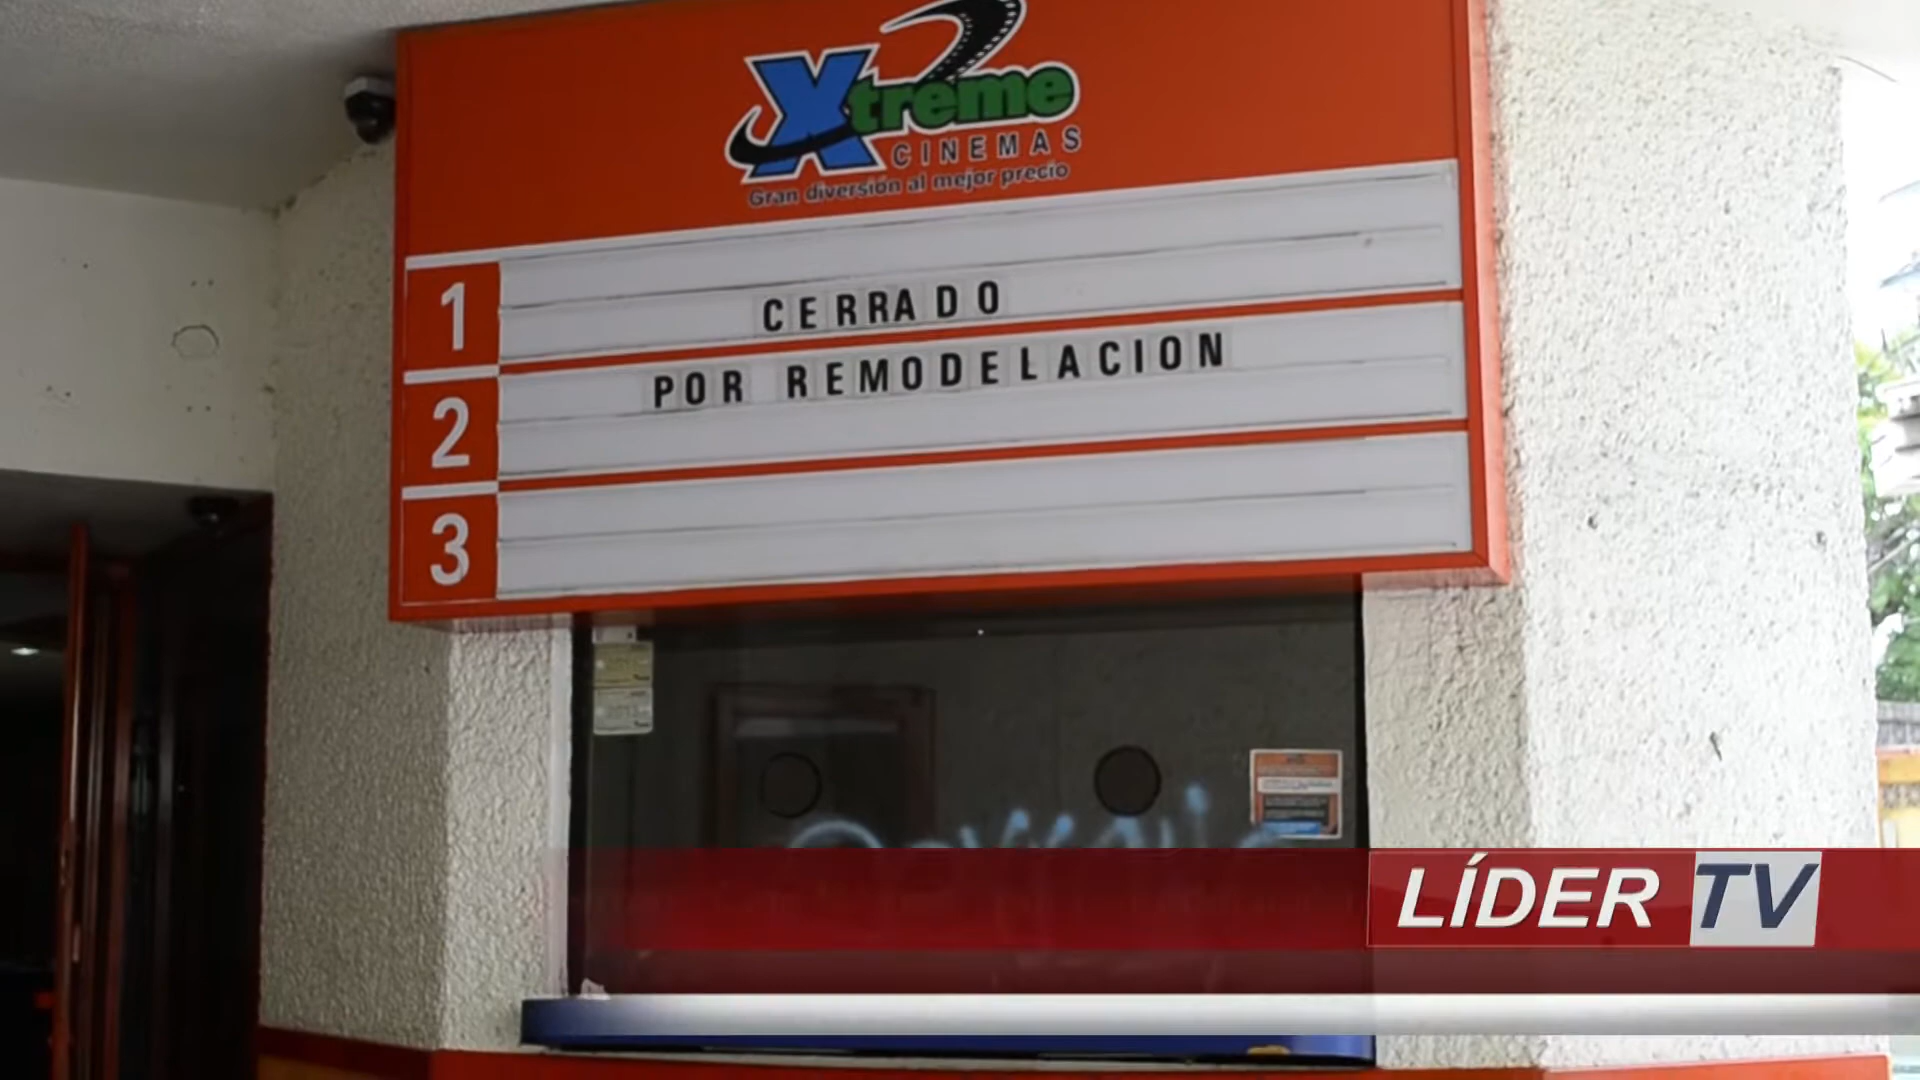 Xtreme
CINEMAS
Gran diversión al mejor precio
1
CERRADO
2
POR REMODELACION
3
LÍDER TV